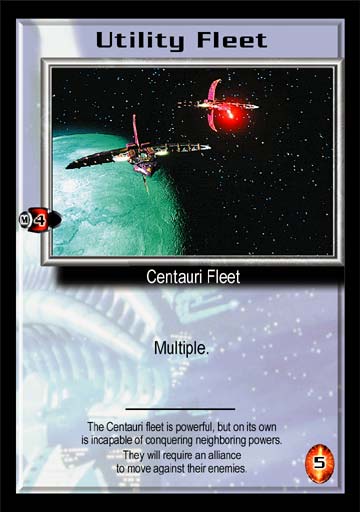 Utility Fleet
M 4
Centauri Fleet
Multiple.
The Centauri fleet is powerful, but on its own
is incapable of conquering neighboring powers.
They will require an alliance
to move against their enemies.
5